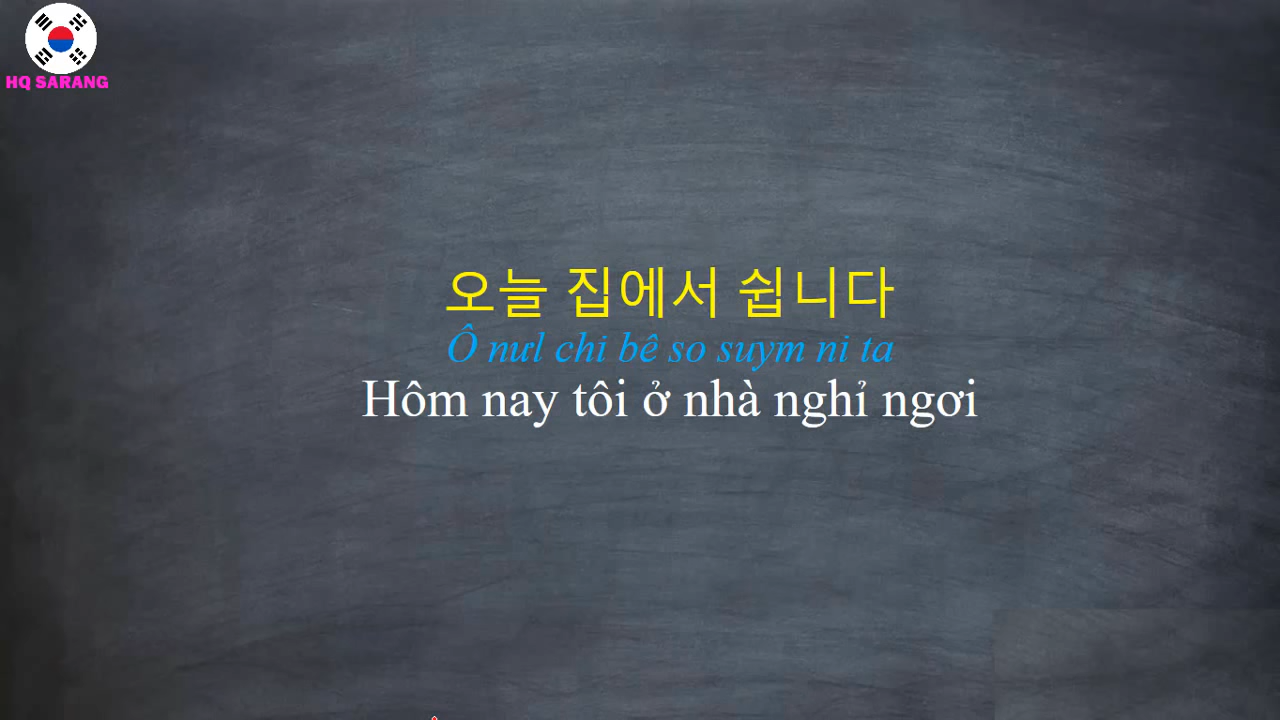 HQ SARANG
오늘 집에서 쉽니다
Ô nưl chi bê so suym ni ta
Hôm nay tôi ở nhà nghỉ ngơi